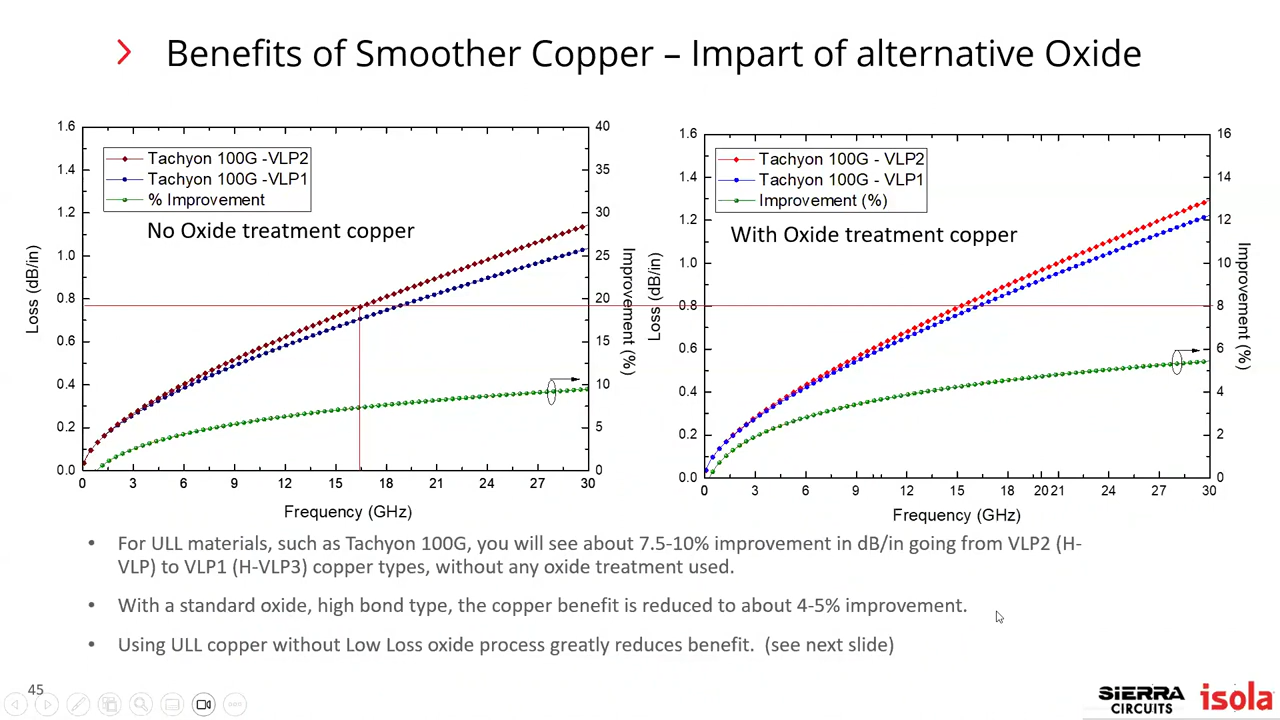 Benefits of Smoother Copper – Impart of alternative Oxide
1.6
1.4
1.2
1.0
0.8
0.6
0.4
0.2
0.0
Loss (dB/in)
Tachyon 100G -VLP2
Tachyon 100G -VLP1
% Improvement
No Oxide treatment copper
40
35
30
25
20
15
10
5
0
Improvement (%)
0 3 6 9 12 15 18 21 24 27 30
Frequency (GHz)
1.6
1.4
1.2
1.0
0.8
0.6
0.4
0.2
0.0
Loss (dB/in)
Tachyon 100G - VLP2
Tachyon 100G - VLP1
Improvement (%)
With Oxide treatment copper
16
14
12
10
8
6
4
2
0
Improvement (%)
0 3 6 9 12 15 18 20 21 24 27 30
Frequency (GHz)
• For ULL materials, such as Tachyon 100G, you will see about 7.5-10% improvement in dB/in going from VLP2 (H-
VLP) to VLP1 (H-VLP3) copper types, without any oxide treatment used.
• With a standard oxide, high bond type, the copper benefit is reduced to about 4-5% improvement.
• Using ULL copper without Low Loss oxide process greatly reduces benefit. (see next slide)
45
SIERRA
CIRCUITS
isola